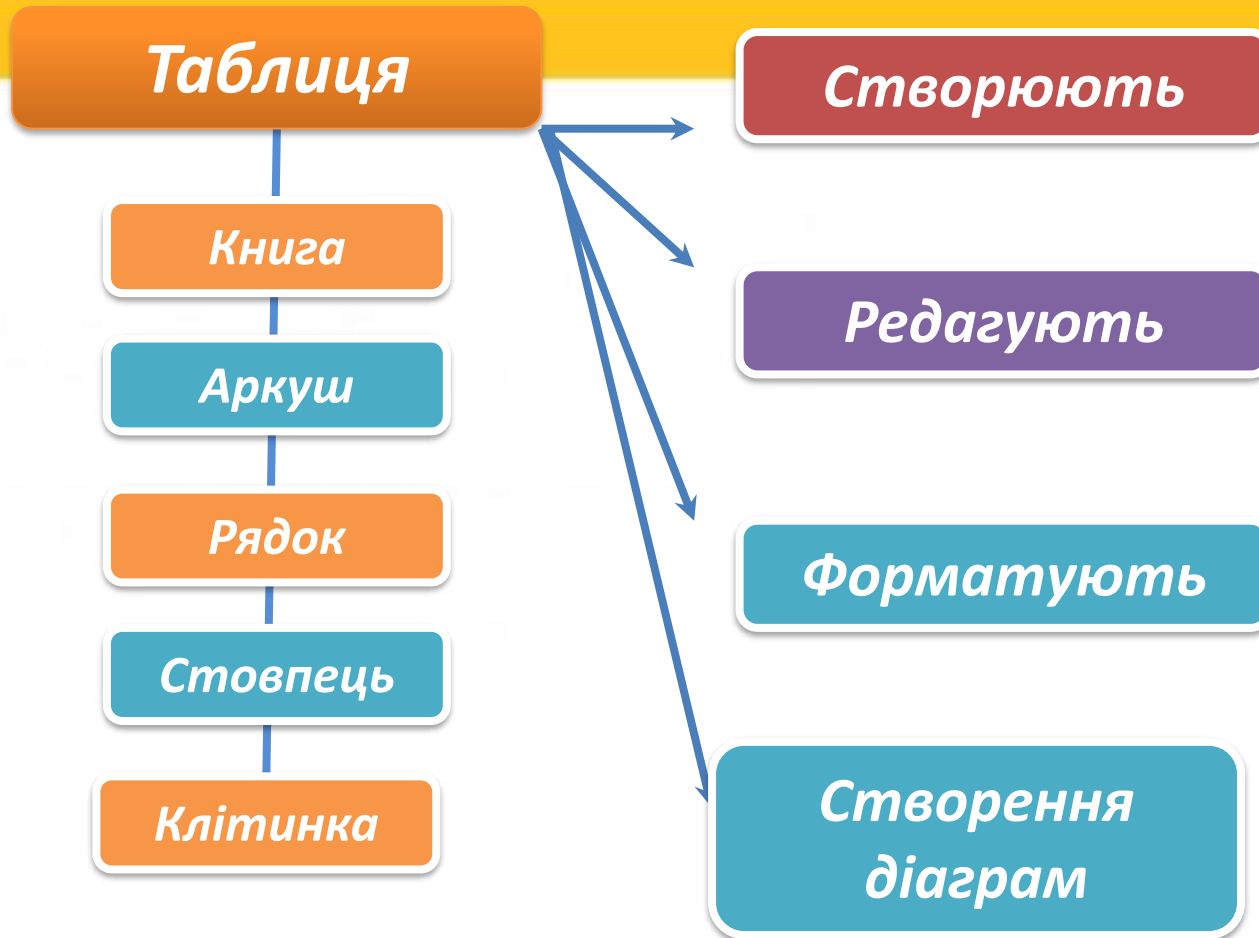 Таблиця
Книга
Аркуш
Рядок
Стовпець
Клітинка
Створюють
Редагують
Форматують
Створення
діаграм